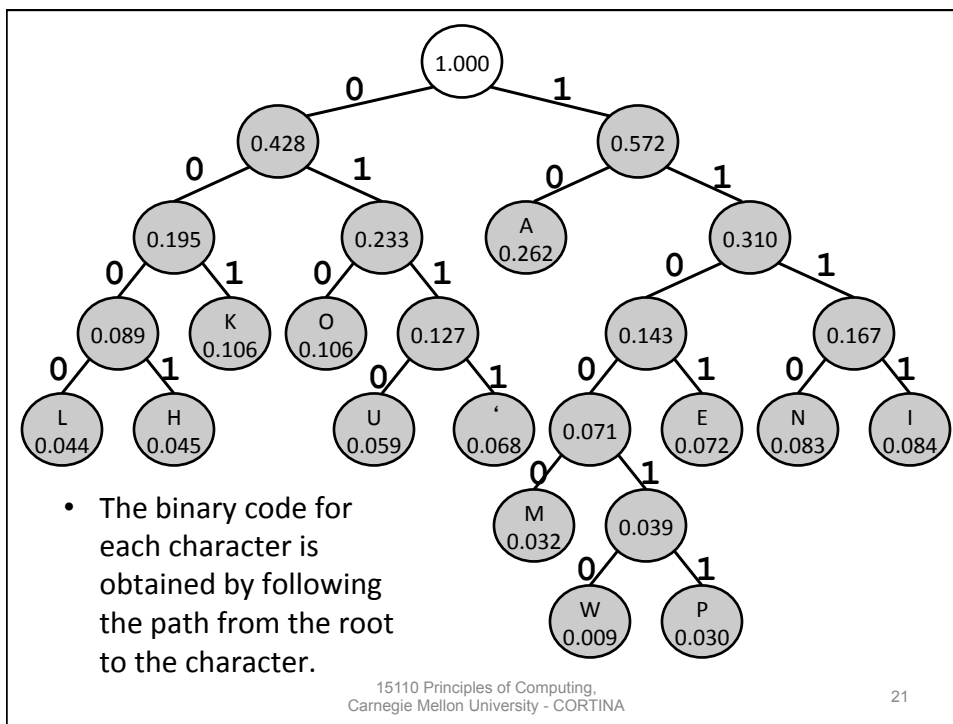 1.000
0 1
0.428 0.572
0 1 0 1
0.195 0.233 A 0.310
0.262
0 1 0 1 0 1
0.089 K 0.106 O 0.106 0.127 0.143 0.167
0 1 0 1 0 1 0 1
L 0.044 H 0.045 U 0.059 ‘ 0.068 0.071 E 0.072 N 0.083 I 0.084
0 1
M 0.032 0.039
0 1
W 0.009 P 0.030
• The binary code for
each character is
obtained by following
the path from the root
to the character.
15110 Principles of Computing,
Carnegie Mellon University - CORTINA
21